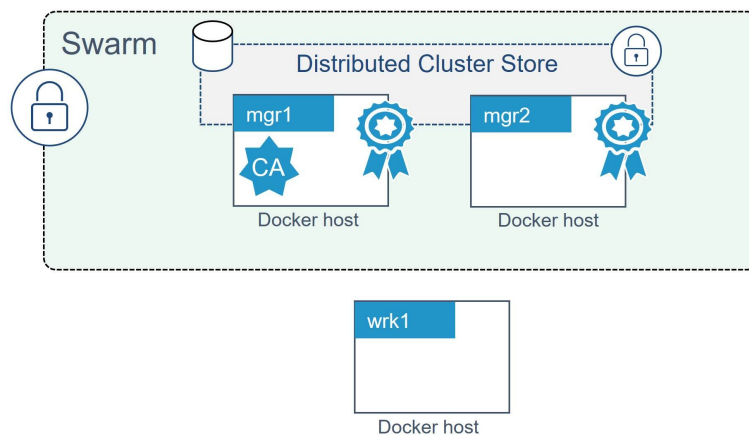 Swarm
Distributed Cluster Store
mgr1
mgr2
CA
Docker host
Docker host
wrk1
Docker host